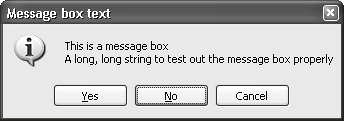 Message box text
This is a message box
A long, long string to test out the message box properly
Yes No Cancel